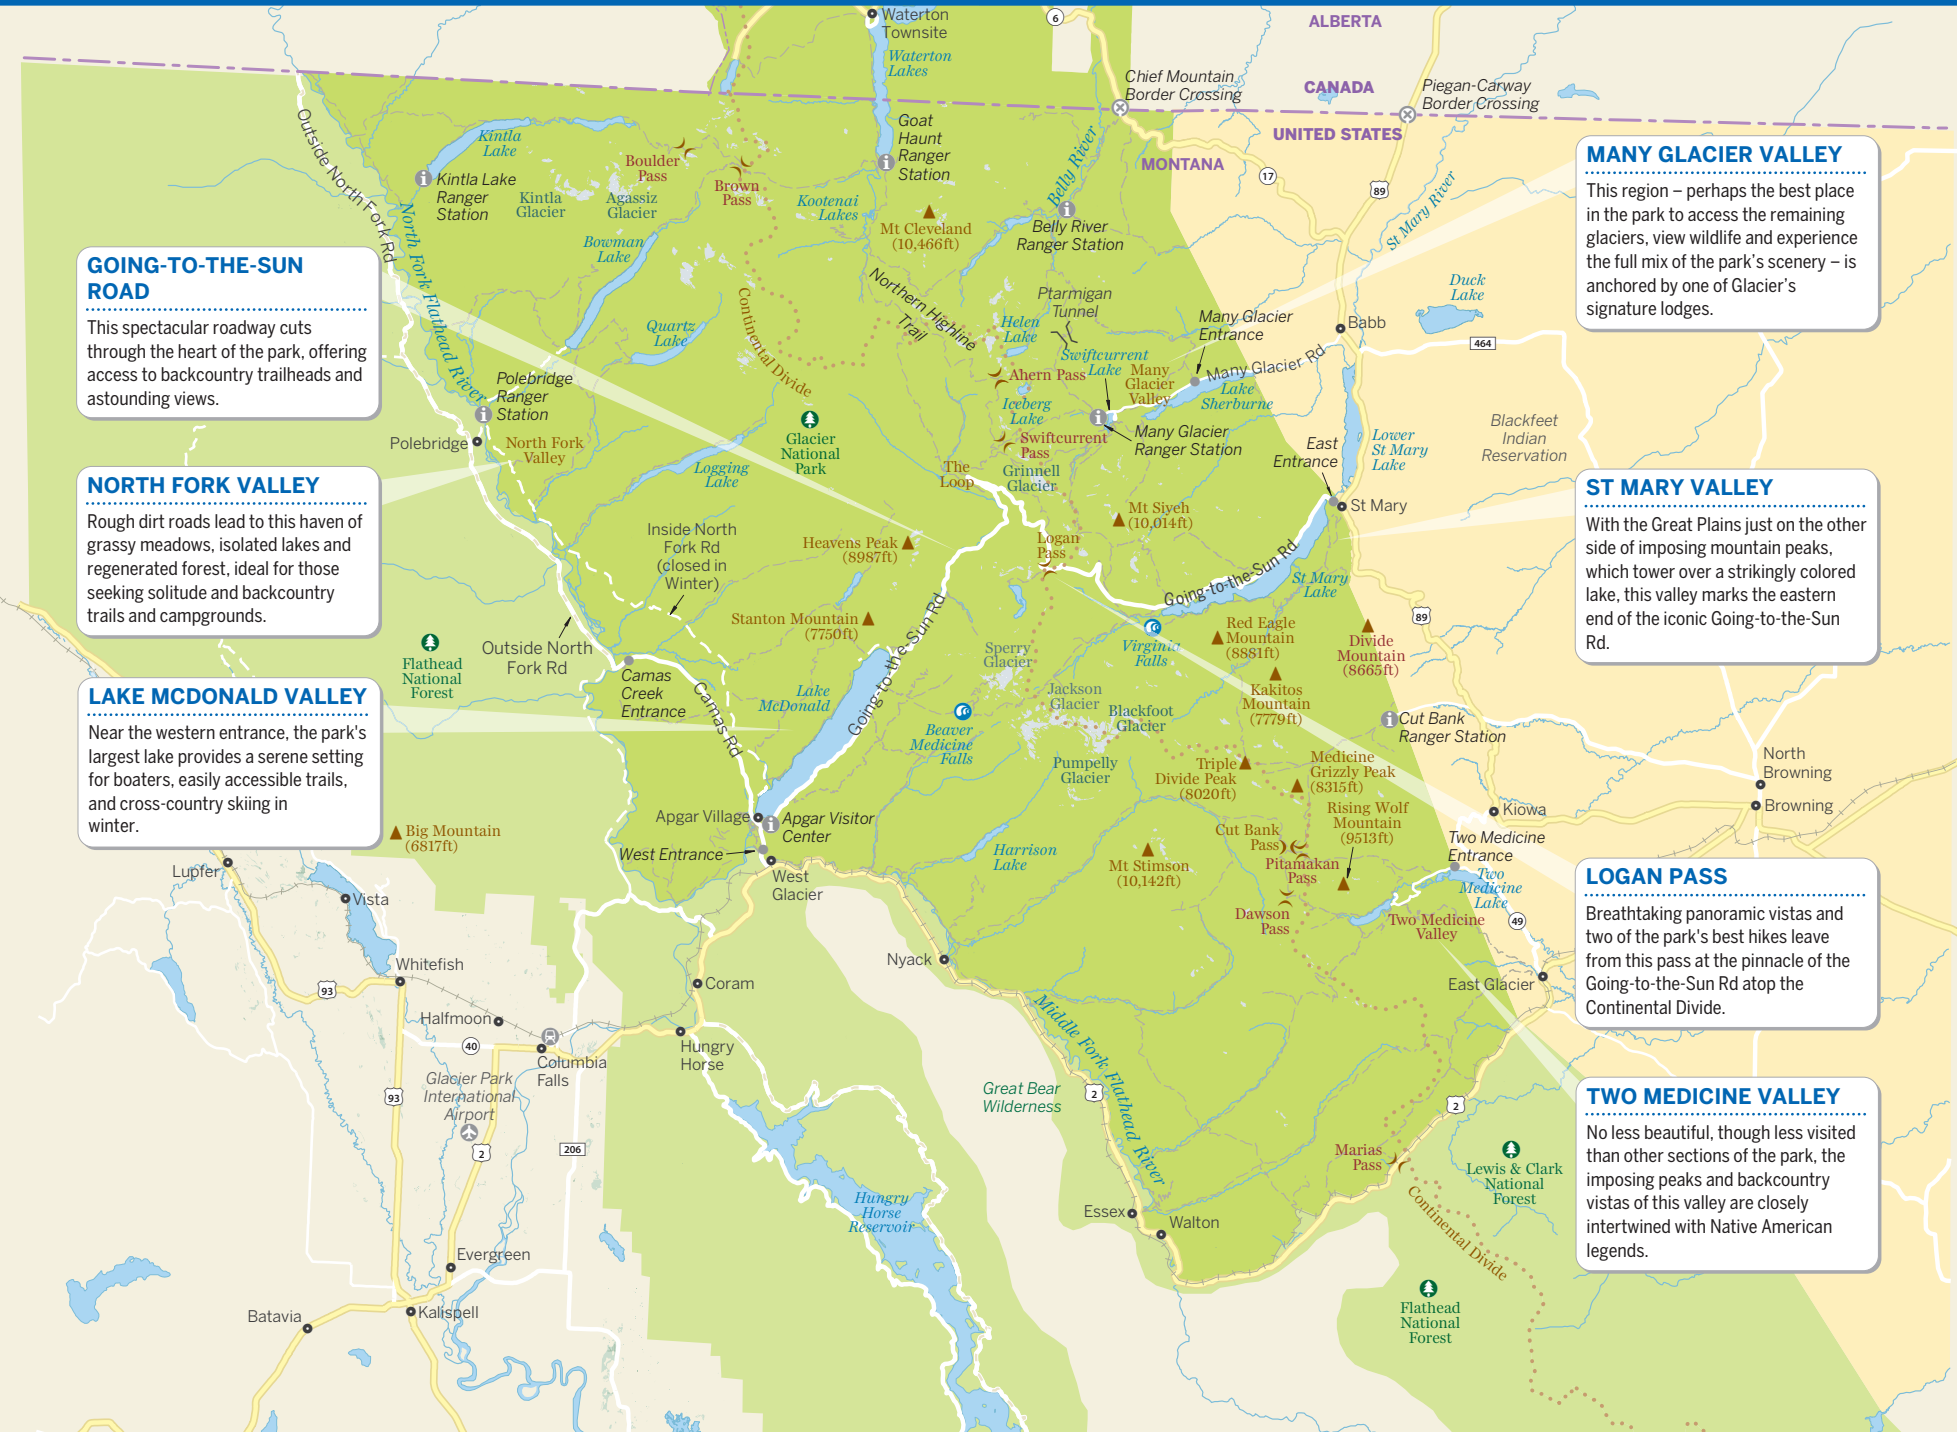 Waterton
Townsite
6
ALBERTA
Waterton
Lakes
Chief Mountain
Border Crossing
CANADA
Piegan-Carway
Border Crossing
UNITED STATES
MONTANA
17
89
St Mary River
Outside North Fork Rd
Kintla
Lake
Kintla Lake
Ranger
Station
Kintla
Glacier
Agassiz
Glacier
Boulder
Pass
Brown
Pass
Goat
Haunt
Ranger
Station
Kootenai
Lakes
Mt Cleveland
(10,466ft)
Belly River
Belly River
Ranger Station
Bowman
Lake
North Fork Flathead River
MANY GLACIER VALLEY
This region – perhaps the best place
in the park to access the remaining
glaciers, view wildlife and experience
the full mix of the park's scenery – is
anchored by one of Glacier's
signature lodges.
GOING-TO-THE-SUN
ROAD
This spectacular roadway cuts
through the heart of the park, offering
access to backcountry trailheads and
astounding views.
Quartz
Lake
Continental Divide
Northern Highline
Trail
Ptarmigan
Tunnel
Helen
Lake
Swiftcurrent
Lake
Ahern Pass
Many
Glacier
Valley
Many Glacier
Entrance
Many Glacier Rd
Lake
Sherburne
Babb
Duck
Lake
464
Iceberg
Lake
Many Glacier
Ranger Station
Swiftcurrent
Pass
Grinnell
Glacier
The
Loop
East
Entrance
Lower
St Mary
Lake
Blackfeet
Indian
Reservation
St Mary
Polebridge
Ranger
Station
Polebridge
North Fork
Valley
Glacier
National
Park
Logging
Lake
NORTH FORK VALLEY
Rough dirt roads lead to this haven of
grassy meadows, isolated lakes and
regenerated forest, ideal for those
seeking solitude and backcountry
trails and campgrounds.
Inside North
Fork Rd
(closed in
Winter)
Heavens Peak
(8987ft)
Mt Siyeh
(10,014ft)
Logan
Pass
Going-to-the-Sun Rd
St Mary
Lake
ST MARY VALLEY
With the Great Plains just on the other
side of imposing mountain peaks,
which tower over a strikingly colored
lake, this valley marks the eastern
end of the iconic Going-to-the-Sun
Rd.
Stanton Mountain
(7750ft)
Flathead
National
Forest
Outside North
Fork Rd
Camas
Creek
Entrance
Camas Rd
Lake
McDonald
Going-to-the-Sun Rd
Sperry
Glacier
Jackson
Glacier
Blackfoot
Glacier
Pumpelly
Glacier
Beaver
Medicine
Falls
Virginia
Falls
Red Eagle
Mountain
(8881ft)
Divide
Mountain
(8665ft)
89
Kakitos
Mountain
(7779ft)
Cut Bank
Ranger Station
Triple
Divide Peak
(8020ft)
Medicine
Grizzly Peak
(8315ft)
Rising Wolf
Mountain
(9513ft)
North
Browning
Browning
Kiowa
LAKE MCDONALD VALLEY
Near the western entrance, the park's
largest lake provides a serene setting
for boaters, easily accessible trails,
and cross-country skiing in
winter.
Big Mountain
(6817ft)
Apgar Village
Apgar Visitor
Center
West Entrance
West
Glacier
Harrison
Lake
Mt Stimson
(10,142ft)
Cut Bank
Pass
Pitamakan
Pass
Dawson
Pass
Two Medicine
Entrance
Two
Medicine
Lake
Two Medicine
Valley
49
East Glacier
LOGAN PASS
Breathtaking panoramic vistas and
two of the park's best hikes leave
from this pass at the pinnacle of the
Going-to-the-Sun Rd atop the
Continental Divide.
Lupfer
Vista
Whitefish
93
Halfmoon
40
Columbia
Falls
Coram
Hungry
Horse
Nyack
Glacier Park
International
Airport
93
2
206
Middle Fork Flathead River
Great Bear
Wilderness
2
2
TWO MEDICINE VALLEY
No less beautiful, though less visited
than other sections of the park, the
imposing peaks and backcountry
vistas of this valley are closely
intertwined with Native American
legends.
Marias
Pass
Continental Divide
Lewis & Clark
National
Forest
Hungry
Horse
Reservoir
Essex
Walton
Evergreen
Kalispell
Batavia
Flathead
National
Forest